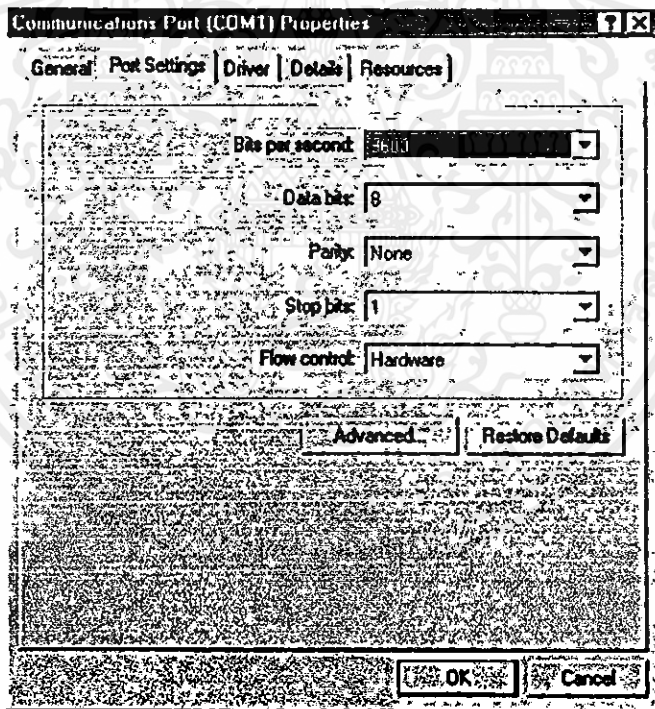 Communications Port (COM1) Properties
General Port Settings Driver Details Resources
Bits per second: 9600
Data bits: 8
Parity: None
Stop bits: 1
Flow control: Hardware
Advanced... Restore Defaults
OK Cancel